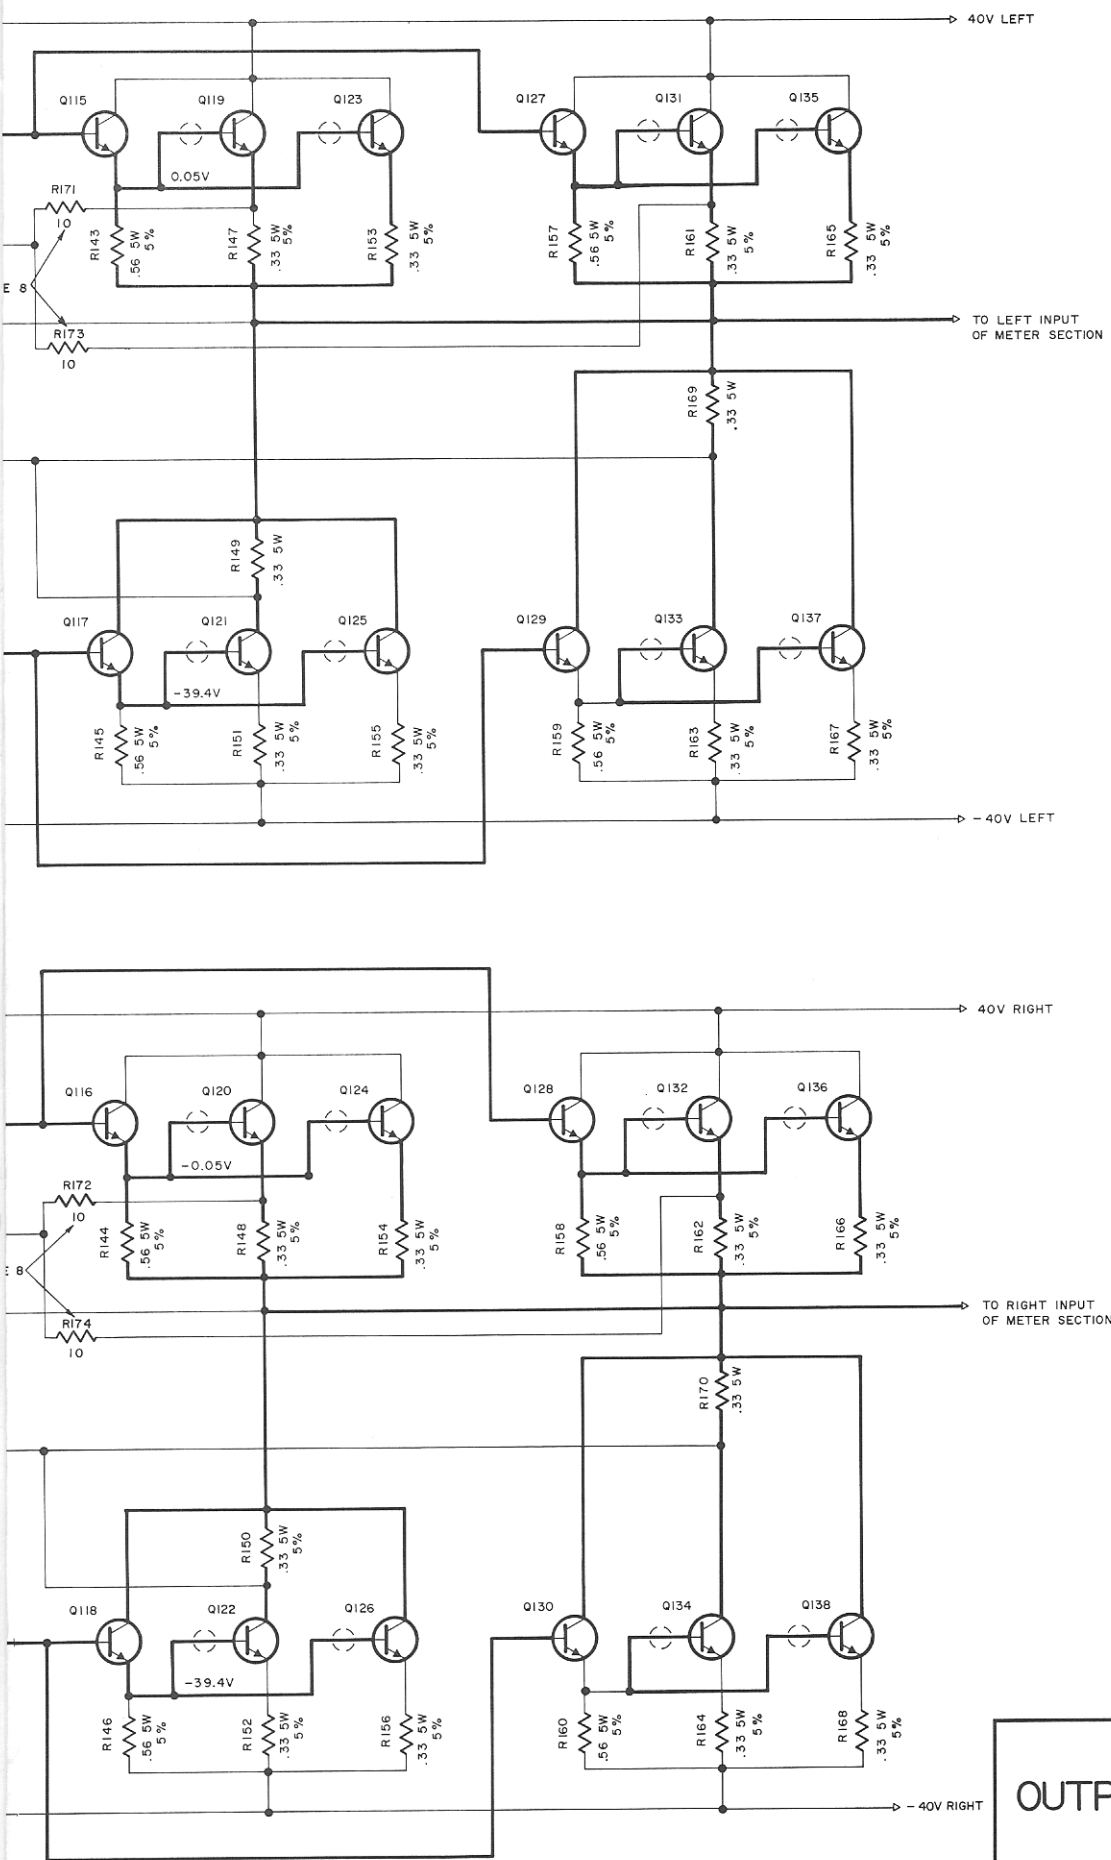 40V LEFT
Q115
Q119
Q123
Q127
Q131
Q135
0.05V
R171
10
R143
.56 5W
5%
R147
.33 5W
5%
R153
.33 5W
5%
R157
.56 5W
5%
R161
.33 5W
5%
R165
.33 5W
5%
E 8
R173
10
TO LEFT INPUT
OF METER SECTION
R169
.33 5W
R149
.33 5W
Q117
Q121
Q125
Q129
Q133
Q137
-39.4V
R145
.56 5W
5%
R151
.33 5W
5%
R155
.33 5W
5%
R159
.56 5W
5%
R163
.33 5W
5%
R167
.33 5W
5%
-40V LEFT
40V RIGHT
Q116
Q120
Q124
Q128
Q132
Q136
-0.05V
R172
10
R144
.56 5W
5%
R148
.33 5W
5%
R154
.33 5W
5%
R158
.56 5W
5%
R162
.33 5W
5%
R166
.33 5W
5%
E 8
R174
10
TO RIGHT INPUT
OF METER SECTION
R170
.33 5W
R150
.33 5W
5%
Q118
Q122
Q126
Q130
Q134
Q138
-39.4V
R146
.56 5W
5%
R152
.33 5W
5%
R156
.33 5W
5%
R160
.56 5W
5%
R164
.33 5W
5%
R168
.33 5W
5%
-40V RIGHT
OUTP